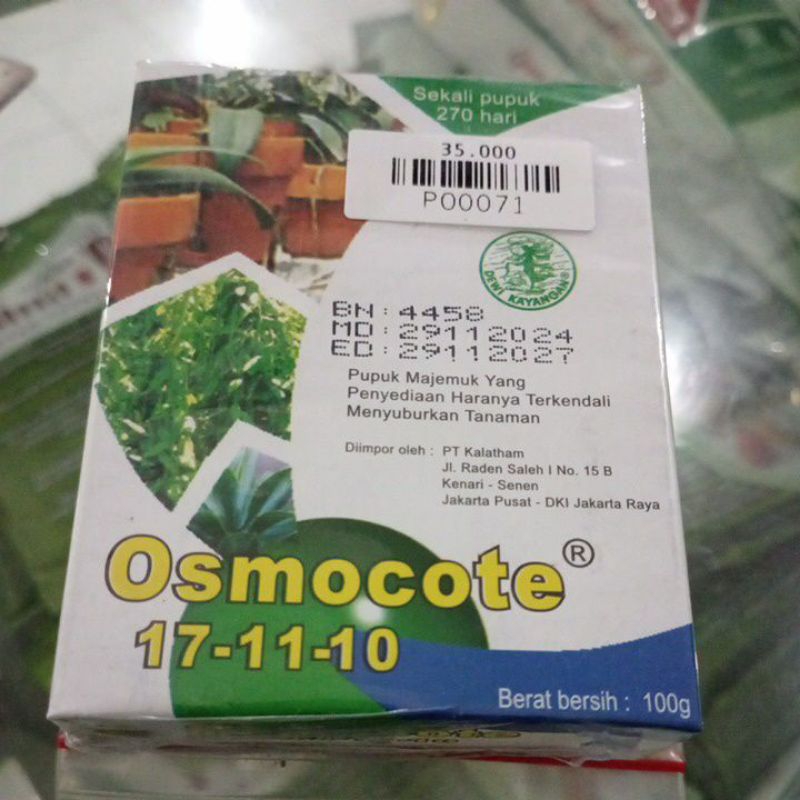 Sekali pupuk
270 hari
35.000
P00071
DEWI KAYANGAN®
BN : 4458
MD : 29112024
ED : 29112027
Pupuk Majemuk Yang
Penyediaan Haranya Terkendali
Menyuburkan Tanaman
Diimpor oleh : PT Kalatham
Jl. Raden Saleh I No. 15 B
Kenari - Senen
Jakarta Pusat - DKI Jakarta Raya
Osmocote®
17-11-10
Berat bersih : 100g